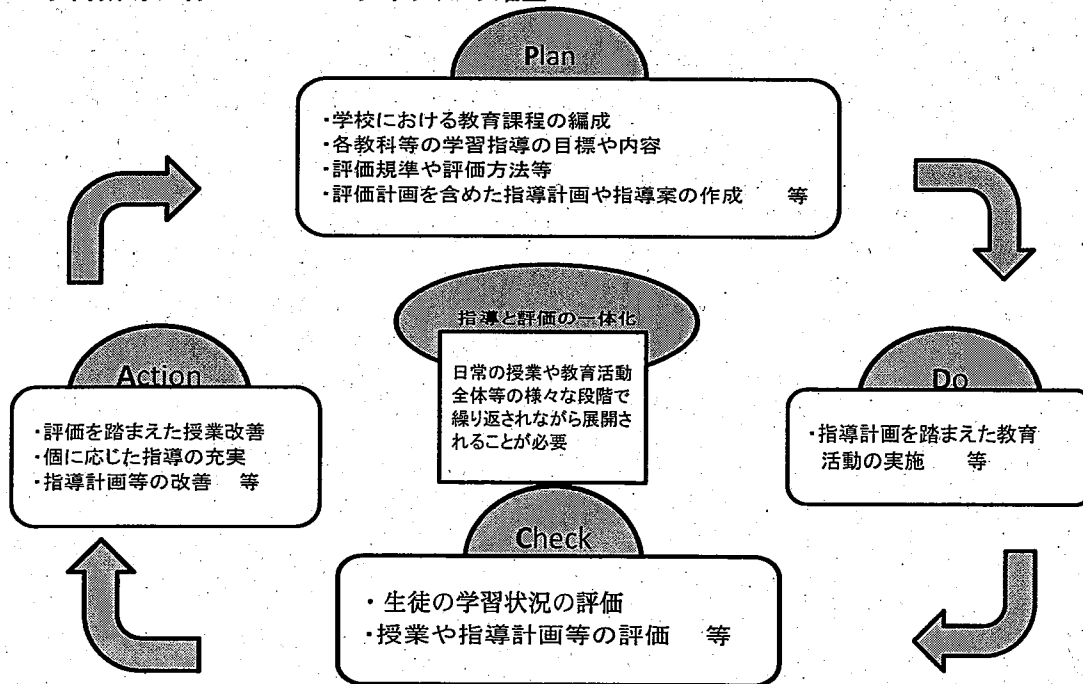 Plan
・学校における教育課程の編成
・各教科等の学習指導の目標や内容
・評価規準や評価方法等
・評価計画を含めた指導計画や指導案の作成　等
指導と評価の一体化
日常の授業や教育活動
全体等の様々な段階で
繰り返されながら展開さ
れることが必要
Action
・評価を踏まえた授業改善
・個に応じた指導の充実
・指導計画等の改善　等
Do
・指導計画を踏まえた教育
活動の実施　等
Check
・生徒の学習状況の評価
・授業や指導計画等の評価　等